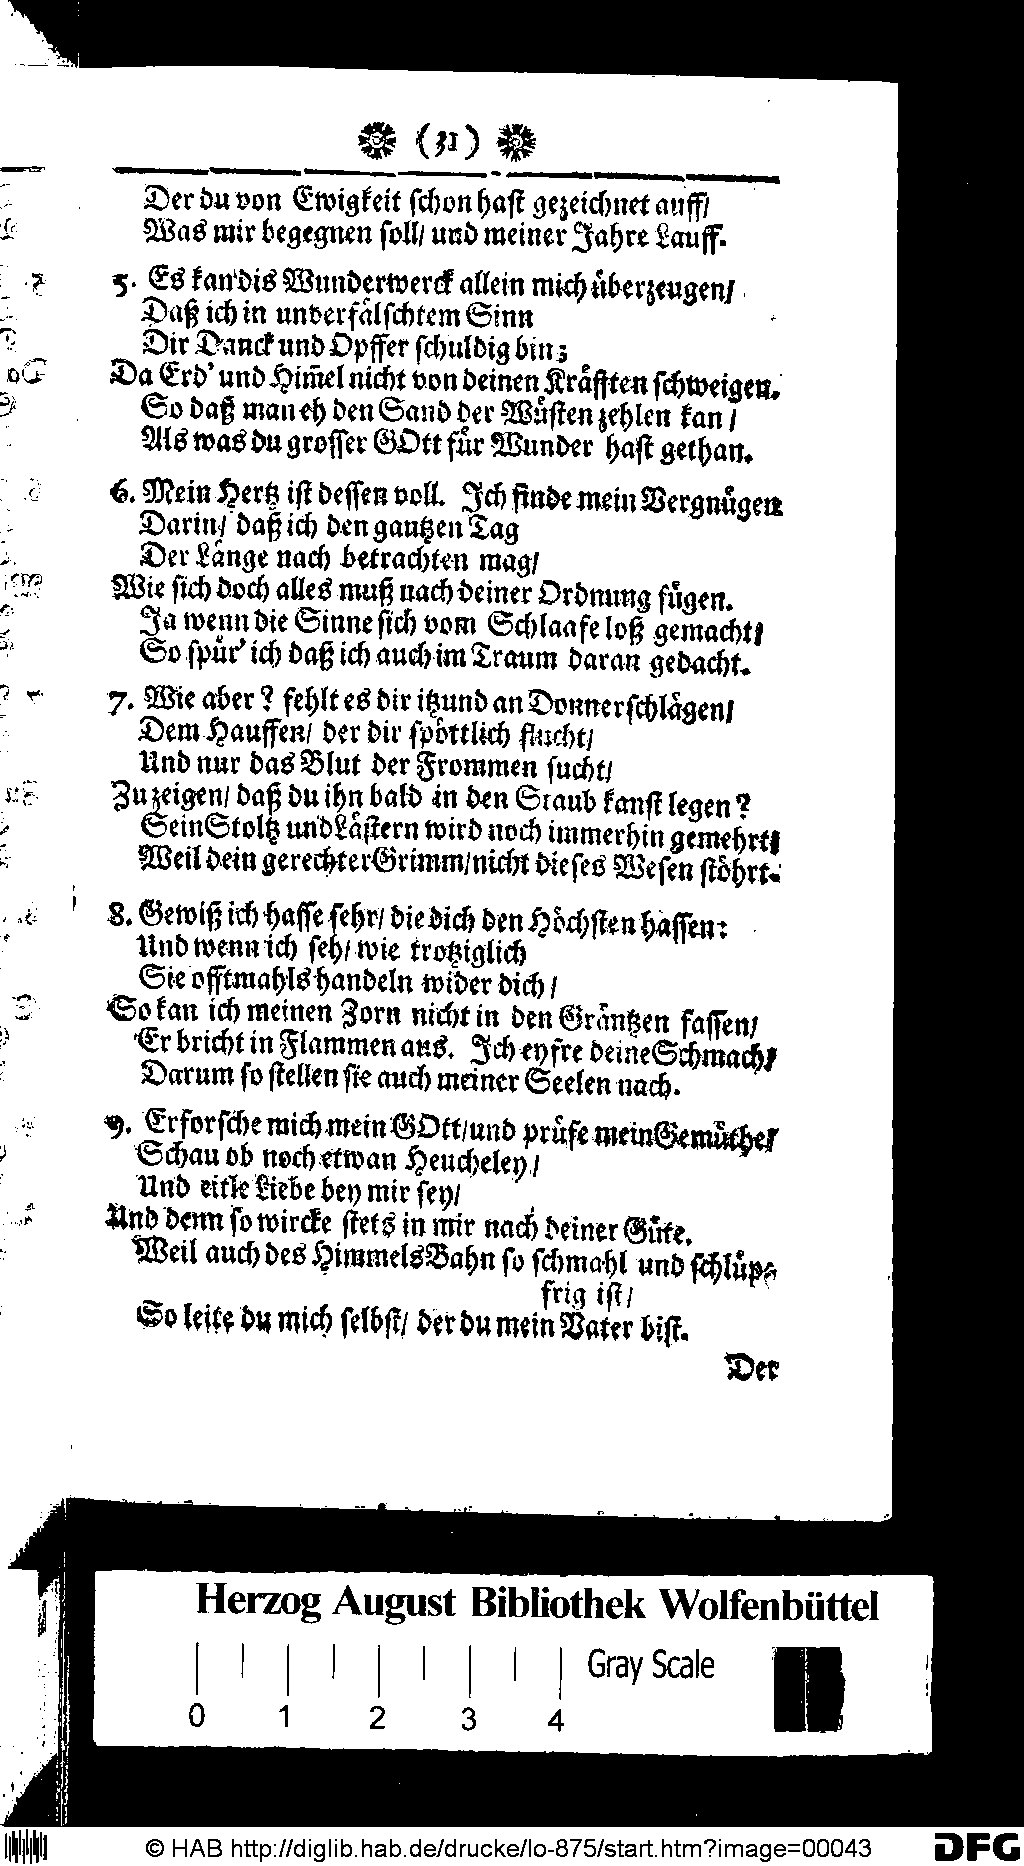 (31)
Der du von Ewigkeit schon hast gezeichnet auff/
Was mir begegnen soll/ und meiner Jahre Lauff.
5. Es kan dis Wunderwerck allein mich überzeugen/
Daß ich in unverfälschtem Sinn
Dir Danck und Opffer schuldig bin;
Da Erd' und Him̃el nicht von deinen Kräfften schweigen.
So daß man eh den Sand der Wüsten zehlen kan/
Als was du grosser GOtt für Wunder hast gethan.
6. Mein Hertz ist dessen voll. Ich finde mein Vergnügen
Darin/ daß ich den gantzen Tag
Der Länge nach betrachten mag/
Wie sich doch alles muß nach deiner Ordnung fügen.
Ja wenn die Sinne sich vom Schlaafe loß gemacht/
So spür' ich daß ich auch im Traum daran gedacht.
7. Wie aber? fehlt es dir itzund an Donnerschlägen/
Dem Hauffen/ der dir spöttlich flucht/
Und nur das Blut der Frommen sucht/
Zu zeigen/ daß du ihn bald in den Staub kanst legen?
Sein Stoltz und Lästern wird noch immerhin gemehrt/
Weil dein gerechter Grimm/ nicht dieses Wesen stöhrt.
8. Gewiß ich hasse sehr/ die dich den Höchsten hassen:
Und wenn ich seh/ wie trotziglich
Sie offtmahls handeln wider dich/
So kan ich meinen Zorn nicht in den Gräntzen fassen/
Er bricht in Flammen aus. Ich eyfre deine Schmach/
Darum so stellen sie auch meiner Seelen nach.
9. Erforsche mich mein GOtt/ und prüfe mein Gemüthe/
Schau ob noch etwan Heucheley/
Und eitle Liebe bey mir sey/
Und denn so wircke stets in mir nach deiner Güte.
Weil auch des Himmels Bahn so schmahl und schlüp-
frig ist/
So leite du mich selbst/ der du mein Vater bist.
Der
Herzog August Bibliothek Wolfenbüttel
Gray Scale
0 1 2 3 4
© HAB http://diglib.hab.de/drucke/lo-875/start.htm?image=00043
DFG